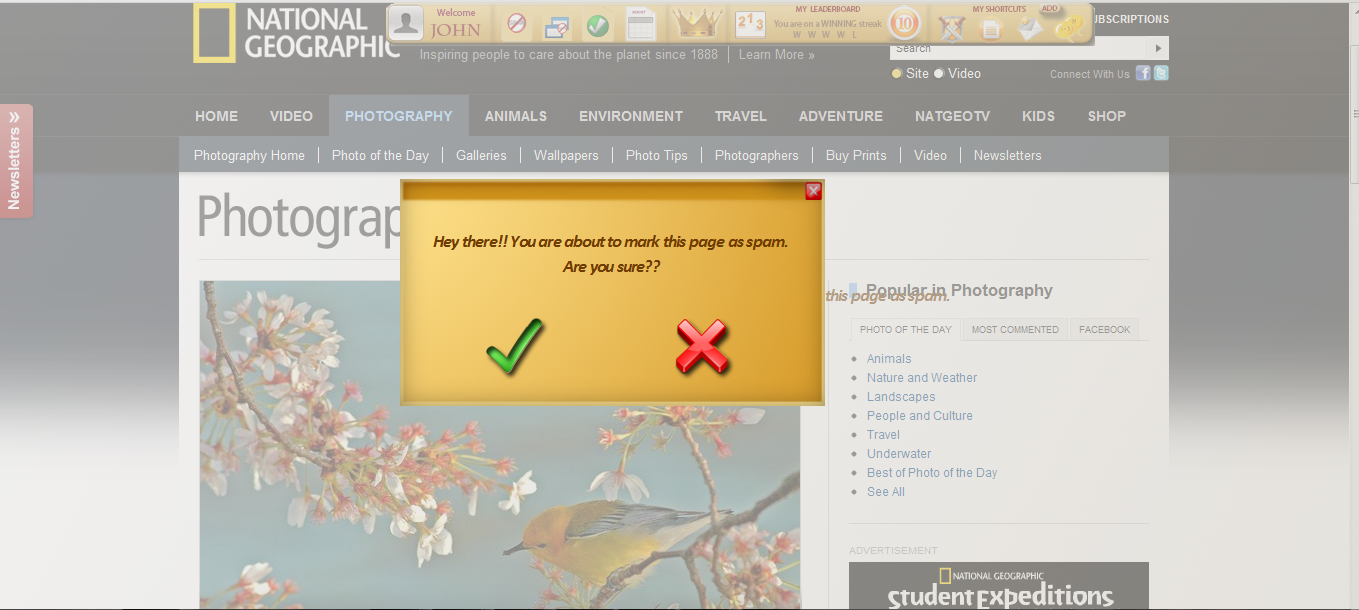 NATIONAL
GEOGRAPHIC
Welcome
JOHN
2 1 3
MY LEADERBOARD
You are on a WINNING streak
W W W W L
10
MY SHORTCUTS
ADD
UBSCRIPTIONS
Inspiring people to care about the planet since 1888
Learn More »
Search
Site Video
Connect With Us
Newsletters »
HOME VIDEO PHOTOGRAPHY ANIMALS ENVIRONMENT TRAVEL ADVENTURE NATGEOTV KIDS SHOP
Photography Home Photo of the Day Galleries Wallpapers Photo Tips Photographers Buy Prints Video Newsletters
Photograp
Hey there!! You are about to mark this page as spam.
Are you sure??
this page as spam.
Popular in Photography
PHOTO OF THE DAY MOST COMMENTED FACEBOOK
Animals
Nature and Weather
Landscapes
People and Culture
Travel
Underwater
Best of Photo of the Day
See All
ADVERTISEMENT
NATIONAL GEOGRAPHIC
Student Expeditions